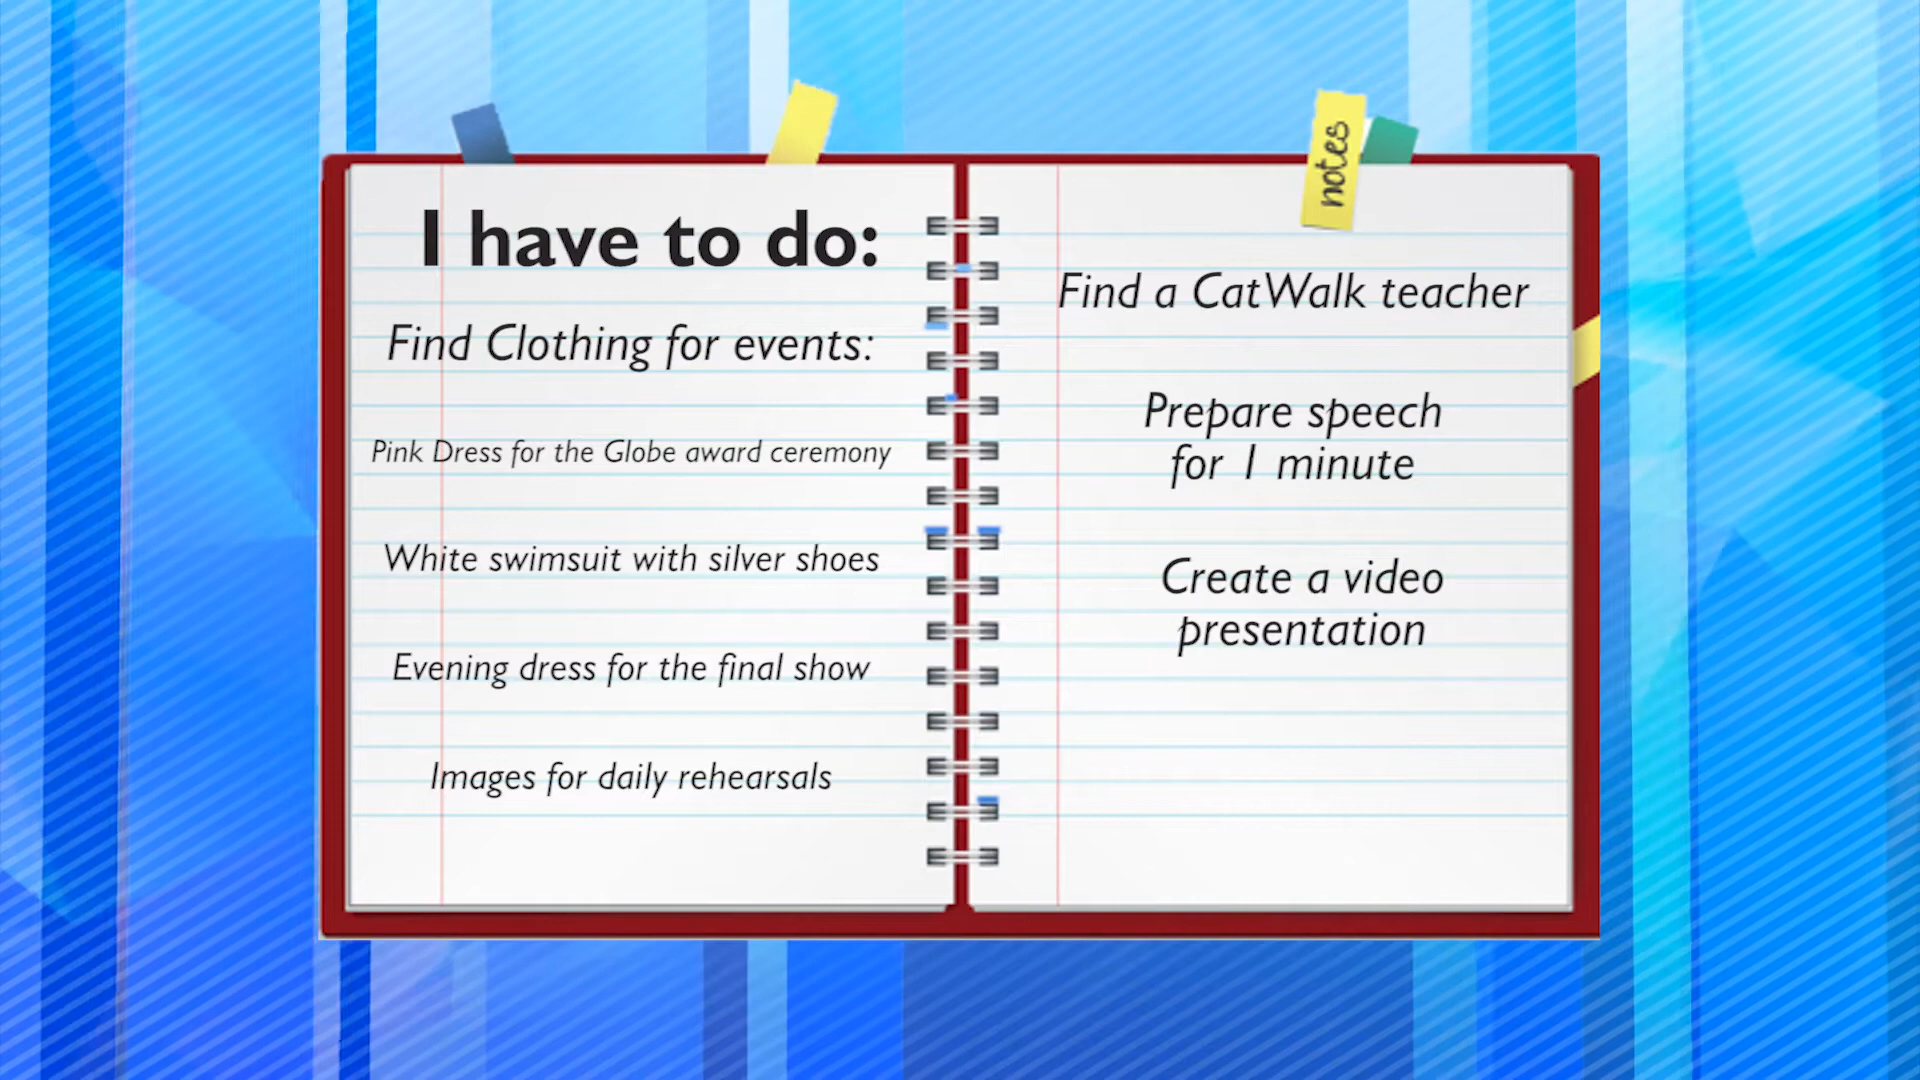 I have to do:
Find Clothing for events:
Pink Dress for the Globe award ceremony
White swimsuit with silver shoes
Evening dress for the final show
Images for daily rehearsals
notes
Find a CatWalk teacher
Prepare speech
for 1 minute
Create a video
presentation